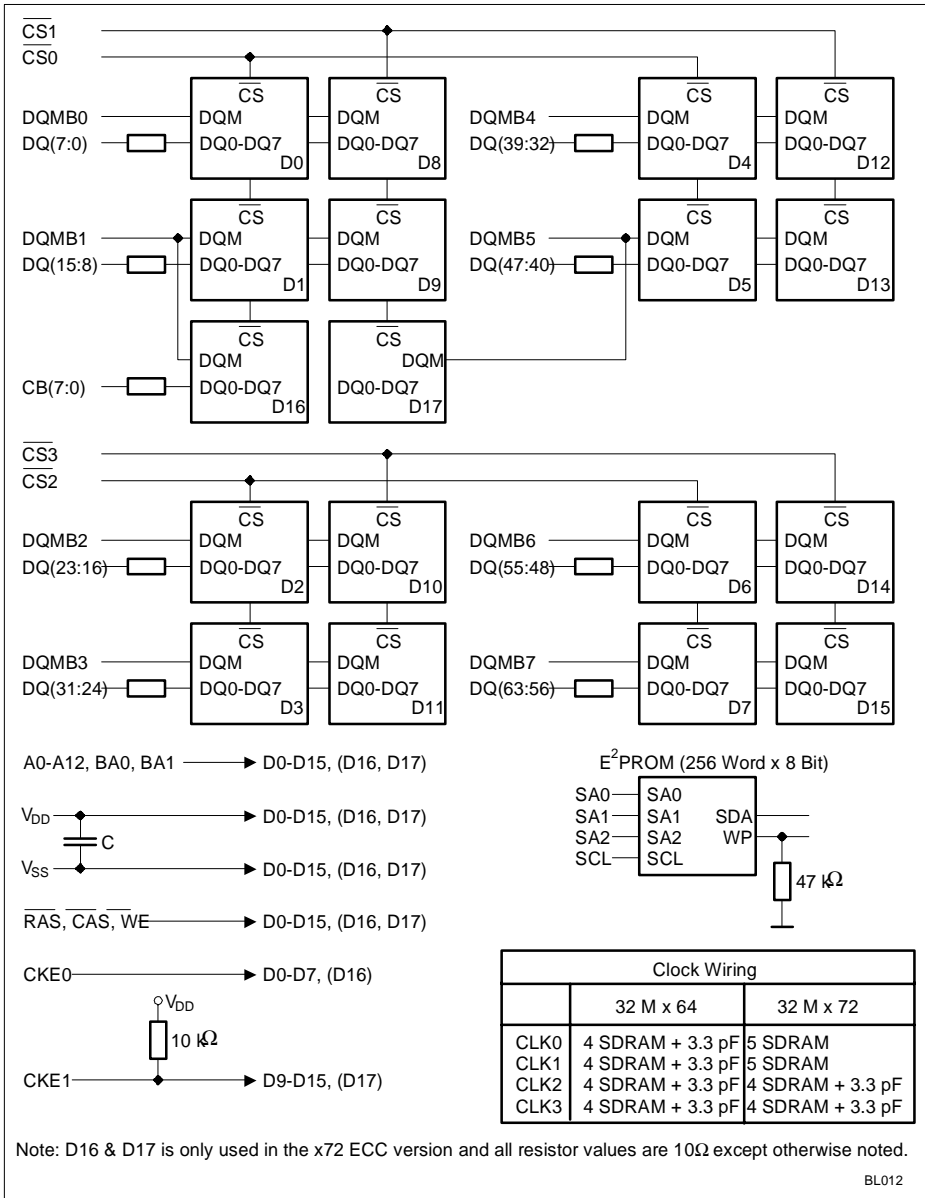 CS1
CS0
CS CS CS CS
DQMB0 DQM DQMB4 DQM
DQ(7:0) DQ0-DQ7 DQ0-DQ7 DQ(39:32) DQ0-DQ7 DQ0-DQ7
D0 D8 D4 D12
CS CS CS CS
DQMB1 DQM DQM DQMB5 DQM DQM
DQ(15:8) DQ0-DQ7 DQ0-DQ7 DQ(47:40) DQ0-DQ7 DQ0-DQ7
D1 D9 D5 D13
CS CS
DQM DQM
CB(7:0) DQ0-DQ7 DQ0-DQ7
D16 D17
CS3
CS2
CS CS CS CS
DQMB2 DQM DQM DQMB6 DQM DQM
DQ(23:16) DQ0-DQ7 DQ0-DQ7 DQ(55:48) DQ0-DQ7 DQ0-DQ7
D2 D10 D6 D14
CS CS CS CS
DQMB3 DQM DQM DQMB7 DQM DQM
DQ(31:24) DQ0-DQ7 DQ0-DQ7 DQ(63:56) DQ0-DQ7 DQ0-DQ7
D3 D11 D7 D15
A0-A12, BA0, BA1 D0-D15, (D16, D17)
VDD D0-D15, (D16, D17)
C
VSS D0-D15, (D16, D17)
RAS, CAS, WE D0-D15, (D16, D17)
CKE0 D0-D7, (D16)
VDD
10 kΩ
CKE1 D9-D15, (D17)
E²PROM (256 Word x 8 Bit)
SA0 SA0
SA1 SA1 SDA
SA2 SA2 WP
SCL SCL
47 kΩ
Clock Wiring
32 M x 64 32 M x 72
CLK0 4 SDRAM + 3.3 pF 5 SDRAM
CLK1 4 SDRAM + 3.3 pF 5 SDRAM
CLK2 4 SDRAM + 3.3 pF 4 SDRAM + 3.3 pF
CLK3 4 SDRAM + 3.3 pF 4 SDRAM + 3.3 pF
Note: D16 & D17 is only used in the x72 ECC version and all resistor values are 10Ω except otherwise noted.
BL012